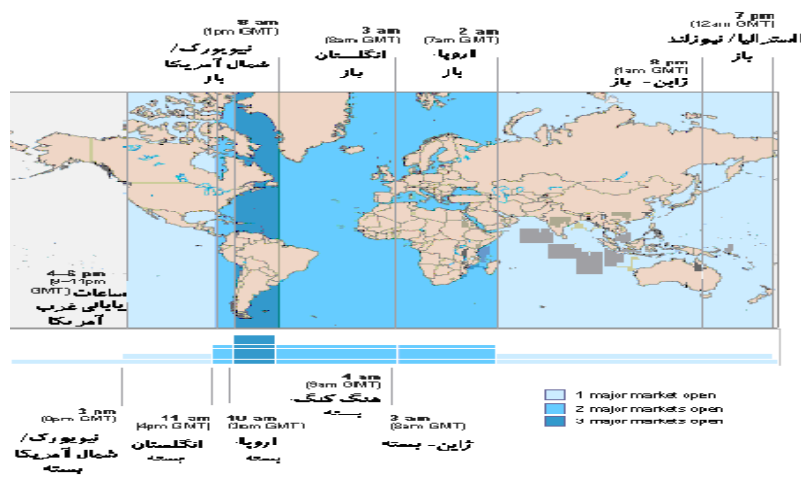 7 pm
(12am GMT)
استرالیا/ نیوزلند
باز
8 am
(1pm GMT)
نیویورک/
شمال آمریکا
باز
3 am
(8am GMT)
انگلستان
باز
2 am
(7am GMT)
اروپا-
باز
8 pm
(1am GMT)
ژاپن- باز
4–6 pm
(9–11pm GMT)
ساعات
پایانی غرب
آمریکا
4 am
(9am GMT)
هنگ کنگ-
بسته
3 pm
نیویورک/
شمال آمریکا
بسته
11 am
(4pm GMT)
انگلستان
بسته
10 am
(3pm GMT)
اروپا-
بسته
3 am
(8am GMT)
ژاپن- بسته
1 major market open
2 major markets open
3 major markets open